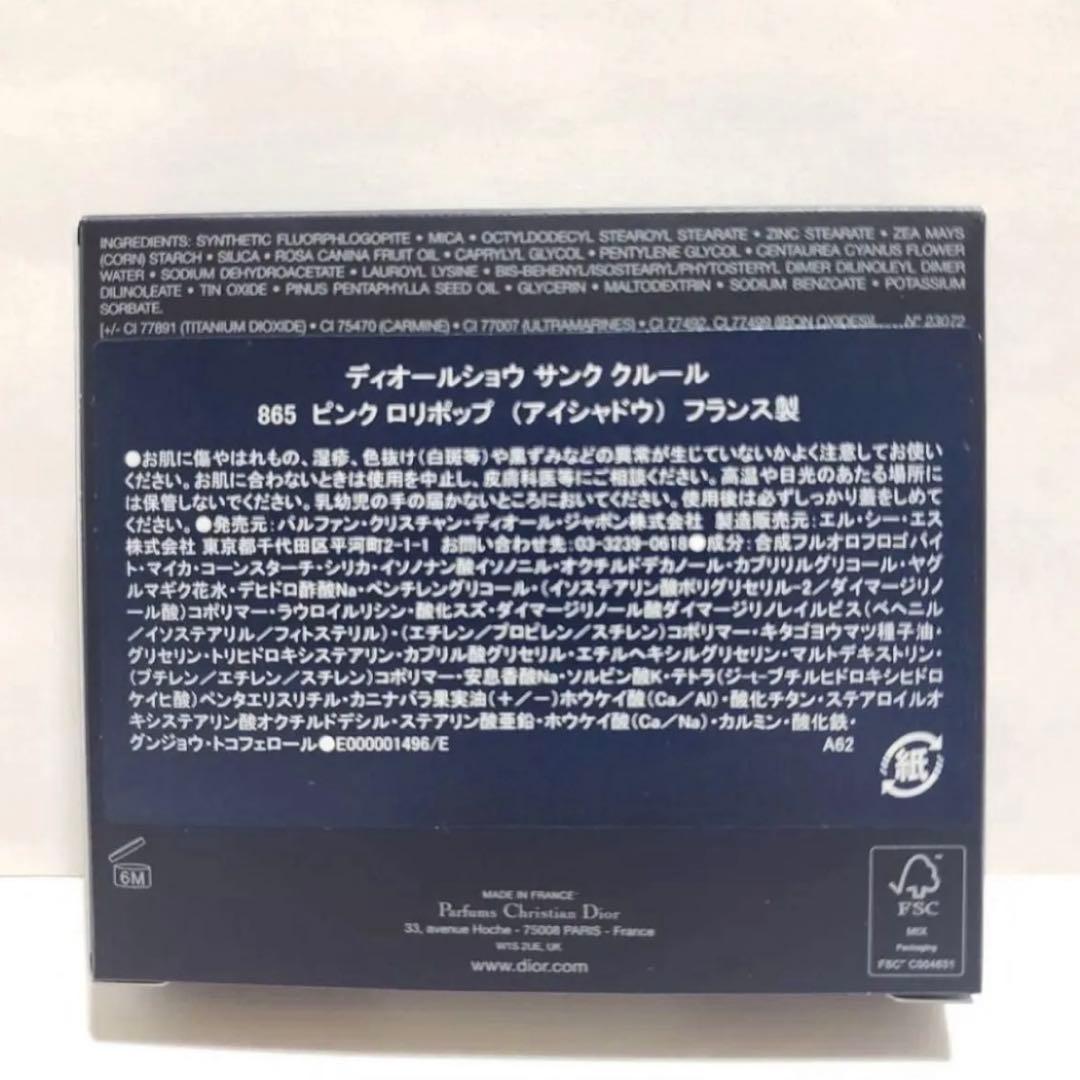 INGREDIENTS: SYNTHETIC FLUORPHLOGOPITE • MICA • OCTYLDODECYL STEAROYL STEARATE • ZINC STEARATE • ZEA MAYS
(CORN) STARCH • SILICA • ROSA CANINA FRUIT OIL • CAPRYLYL GLYCOL • PENTYLENE GLYCOL • CENTAUREA CYANUS FLOWER
WATER • SODIUM DEHYDROACETATE • LAUROYL LYSINE • BIS-BEHENYL/ISOSTEARYL/PHYTOSTERYL DIMER DILINOLEYL DIMER
DILINOLEATE • TIN OXIDE • PINUS PENTAPHYLLA SEED OIL • GLYCERIN • MALTODEXTRIN • SODIUM BENZOATE • POTASSIUM
SORBATE.
[+/- CI 77891 (TITANIUM DIOXIDE) • CI 75470 (CARMINE) • CI 77007 (ULTRAMARINES) • CI 77492, CI 77499 (IRON OXIDES)]. N° 23072
ディオールショウ サンク クルール
865 ピンク ロリポップ (アイシャドウ) フランス製
●お肌に傷やはれもの、湿疹、色抜け(白斑等)や黒ずみなどの異常が生じていないかよく注意してお使い
ください。お肌に合わないときは使用を中止し、皮膚科医等にご相談ください。高温や日光のあたる場所に
は保管しないでください。乳幼児の手の届かないところにおいてください。使用後は必ずしっかり蓋をしめて
ください。●発売元:パルファン・クリスチャン・ディオール・ジャポン株式会社 製造販売元:エル・シー・エス
株式会社 東京都千代田区平河町2-1-1 お問い合わせ先:03-3239-0618●成分:合成フルオロフロゴパイ
ト・マイカ・コーンスターチ・シリカ・イソノナン酸イソノニル・オクチルドデカノール・カプリリルグリコール・ヤグ
ルマギク花水・デヒドロ酢酸Na・ペンチレングリコール・(イソステアリン酸ポリグリセリル-2/ダイマージリノ
ール酸)コポリマー・ラウロイルリシン・酸化スズ・ダイマージリノール酸ダイマージリノレイルビス(ベヘニル
/イソステアリル/フィトステリル)・(エチレン/プロピレン/スチレン)コポリマー・キタゴヨウマツ種子油・
グリセリン・トリヒドロキシステアリン・カプリル酸グリセリル・エチルヘキシルグリセリン・マルトデキストリン・
(ブチレン/エチレン/スチレン)コポリマー・安息香酸Na・ソルビン酸K・テトラ(ジ-t-ブチルヒドロキシヒドロ
ケイヒ酸)ペンタエリスリチル・カニナバラ果実油(+/-)ホウケイ酸(Ca/Al)・酸化チタン・ステアロイルオ
キシステアリン酸オクチルドデシル・ステアリン酸亜鉛・ホウケイ酸(Ca/Na)・カルミン・酸化鉄・
グンジョウ・トコフェロール●E000001496/E A62
紙
6M
MADE IN FRANCE
Parfums Christian Dior
33, avenue Hoche - 75008 PARIS - France
W1S 2UE, UK
www.dior.com
FSC
MIX
Packaging
FSC™ C004631